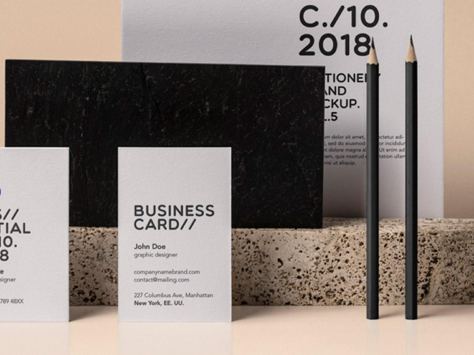 C./10.
2018
TIONERY
AND
CKUP.
L.5
BUSINESS
CARD//
John Doe
graphic designer
companynamebrand.com
contact@mailing.com
227 Columbus Ave, Manhattan
New York, EE. UU.
S//
TIAL
10.
8
789 48XX